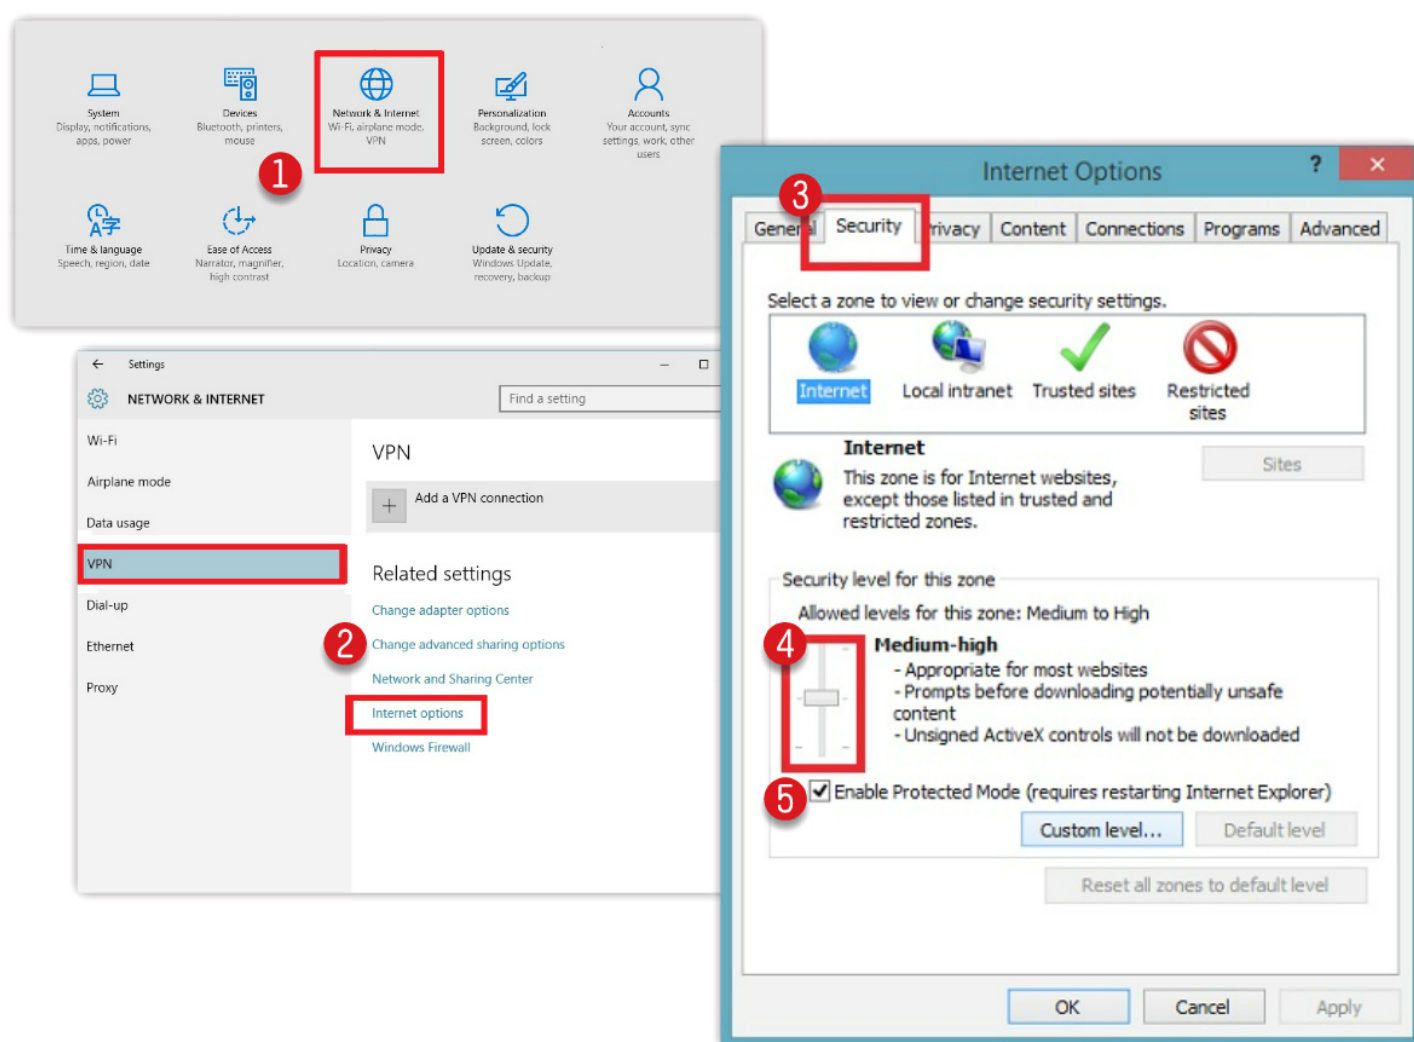 System
Display, notifications,
apps, power
Devices
Bluetooth, printers,
mouse
Network & Internet
Wi-Fi, airplane mode,
VPN
Personalization
Background, lock
screen, colors
Accounts
Your account, sync
settings, work, other
users
1
Time & language
Speech, region, date
Ease of Access
Narrator, magnifier,
high contrast
Privacy
Location, camera
Update & security
Windows Update,
recovery, backup
Settings
NETWORK & INTERNET
Find a setting
Wi-Fi
Airplane mode
Data usage
VPN
Dial-up
Ethernet
Proxy
VPN
Add a VPN connection
Related settings
Change adapter options
2
Change advanced sharing options
Network and Sharing Center
Internet options
Windows Firewall
Internet Options
3
General Security Privacy Content Connections Programs Advanced
Select a zone to view or change security settings.
Internet
Local intranet
Trusted sites
Restricted
sites
Internet
This zone is for Internet websites,
except those listed in trusted and
restricted zones.
Sites
Security level for this zone
Allowed levels for this zone: Medium to High
4
Medium-high
- Appropriate for most websites
- Prompts before downloading potentially unsafe
content
- Unsigned ActiveX controls will not be downloaded
5
Enable Protected Mode (requires restarting Internet Explorer)
Custom level... Default level
Reset all zones to default level
OK Cancel Apply